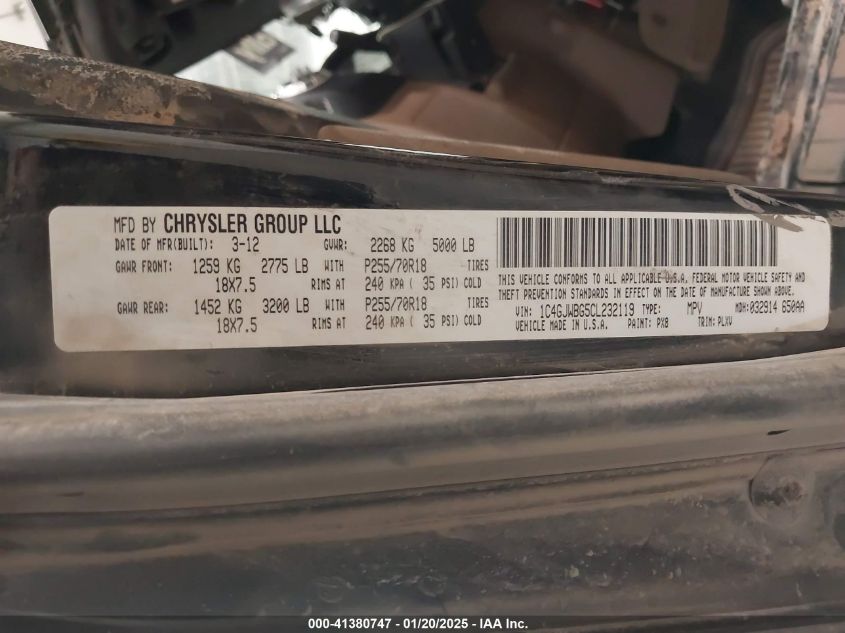 MFD BY CHRYSLER GROUP LLC
DATE OF MFR(BUILT): 3-12 GVWR: 2268 KG 5000 LB
GAWR FRONT: 1259 KG 2775 LB WITH P255/70R18 TIRES
18X7.5 RIMS AT 240 KPA ( 35 PSI) COLD
GAWR REAR: 1452 KG 3200 LB WITH P255/70R18 TIRES
18X7.5 RIMS AT 240 KPA ( 35 PSI) COLD
THIS VEHICLE CONFORMS TO ALL APPLICABLE U.S.A. FEDERAL MOTOR VEHICLE SAFETY AND
THEFT PREVENTION STANDARDS IN EFFECT ON THE DATE OF MANUFACTURE SHOWN ABOVE.
VIN: 1C4GJWBG5CL232119 TYPE: MPV MDH: 032914 650AA
VEHICLE MADE IN U.S.A. PAINT: PX8 TRIM: PLXV
000-41380747 / 01/20/2025 - IAA Inc.